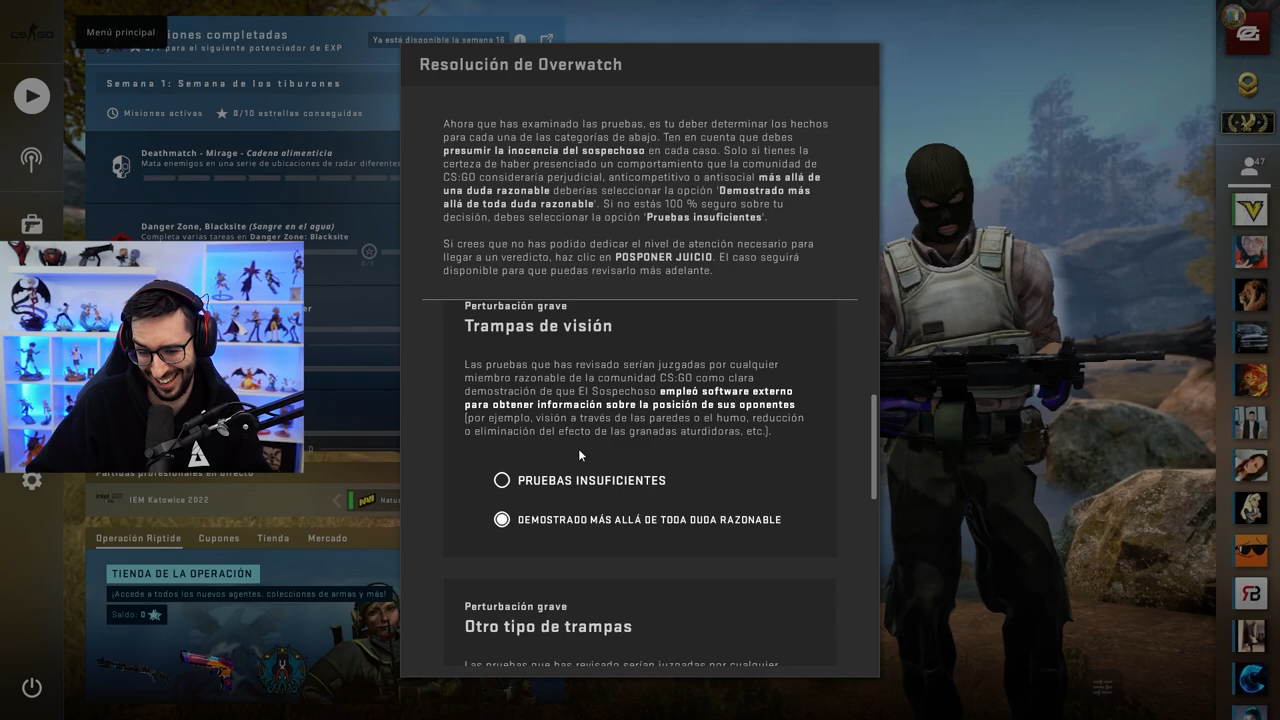 CS:GO
Menú principal
siones completadas
para el siguiente potenciador de EXP
Ya está disponible la semana 16
Semana 1: Semana de los tiburones
Misiones activas
0/10 estrellas conseguidas
Deathmatch - Mirage - Cadena alimenticia
Mata enemigos en una serie de ubicaciones de radar diferentes
Danger Zone, Blacksite (Sangre en el agua)
Completa varias tareas en Danger Zone: Blacksite
Partidas profesionales en directo
IEM Katowice 2022
Natus
Operación Riptide
Cupones
Tienda
Mercado
TIENDA DE LA OPERACIÓN
¡Accede a todos los nuevos agentes, colecciones de armas y más!
Saldo: 0
Resolución de Overwatch
Ahora que has examinado las pruebas, es tu deber determinar los hechos
para cada una de las categorías de abajo. Ten en cuenta que debes
presumir la inocencia del sospechoso en cada caso. Solo si tienes la
certeza de haber presenciado un comportamiento que la comunidad de
CS:GO consideraría perjudicial, anticompetitivo o antisocial más allá de
una duda razonable deberías seleccionar la opción 'Demostrado más
allá de toda duda razonable'. Si no estás 100 % seguro sobre tu
decisión, debes seleccionar la opción 'Pruebas insuficientes'.
Si crees que no has podido dedicar el nivel de atención necesario para
llegar a un veredicto, haz clic en POSPONER JUICIO. El caso seguirá
disponible para que puedas revisarlo más adelante.
Perturbación grave
Trampas de visión
Las pruebas que has revisado serían juzgadas por cualquier
miembro razonable de la comunidad CS:GO como clara
demostración de que El Sospechoso empleó software externo
para obtener información sobre la posición de sus oponentes
(por ejemplo, visión a través de las paredes o el humo, reducción
o eliminación del efecto de las granadas aturdidoras, etc.).
PRUEBAS INSUFICIENTES
DEMOSTRADO MÁS ALLÁ DE TODA DUDA RAZONABLE
Perturbación grave
Otro tipo de trampas
Las pruebas que has revisado serían juzgadas por cualquier
47